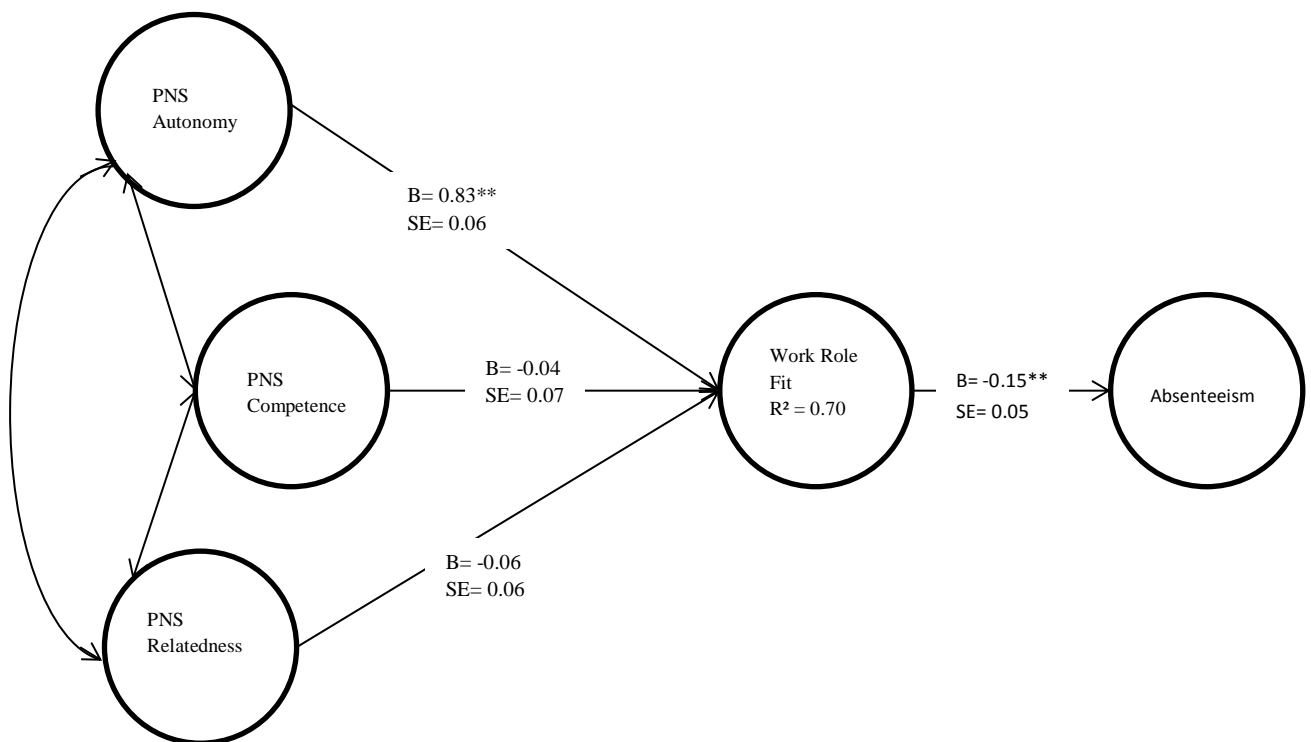 PNS
Autonomy
B= 0.83**
SE= 0.06
PNS
Competence
B= -0.04
SE= 0.07
Work Role
Fit
R² = 0.70
B= -0.15**
SE= 0.05
Absenteeism
B= -0.06
SE= 0.06
PNS
Relatedness